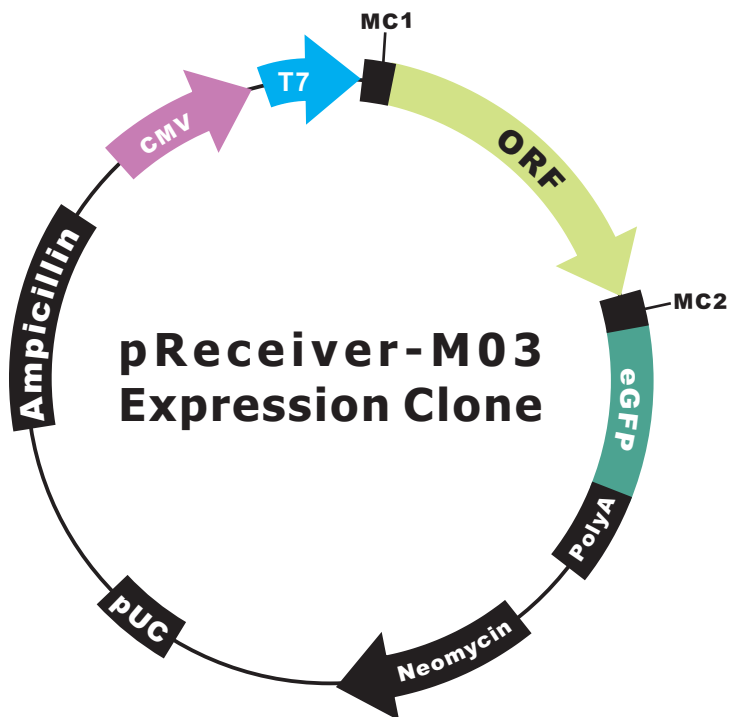 MC1
T7
CMV
ORF
MC2
Ampicillin
pReceiver-M03
Expression Clone
eGFP
PolyA
pUC
Neomycin